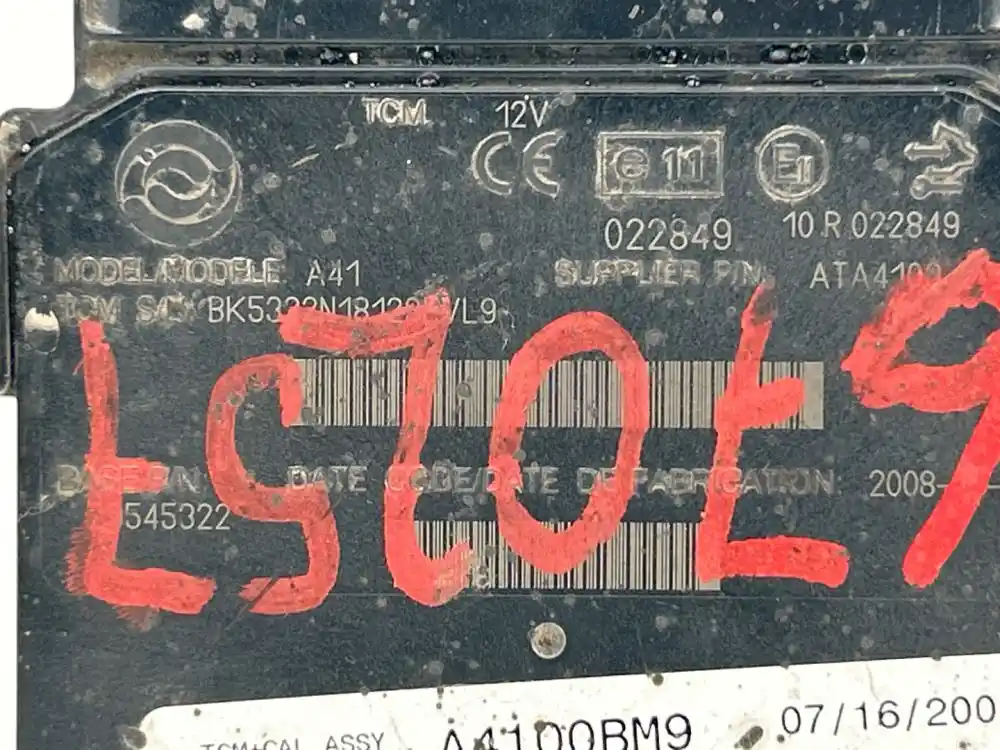 TCM 12V
CE e 11 E1
022849 10 R 022849
MODEL/MODELE A41 SUPPLIER P/N
TCM S/N
BASE P/N DATE CODE/DATE DE FABRICATION 2008-
545322
670257
TCM+CAL ASSY A4100BM9 07/16/200